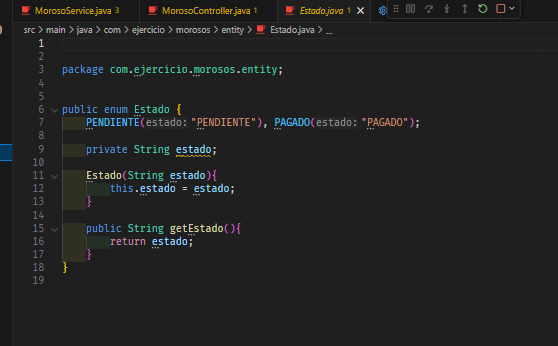 MorosoService.java 3 MorosoController.java 1 Estado.java 1
src > main > java > com > ejercicio > morosos > entity > Estado.java > ...
1
2
3 package com.ejercicio.morosos.entity;
4
5
6 public enum Estado {
7 PENDIENTE(estado: "PENDIENTE"), PAGADO(estado: "PAGADO");
8
9 private String estado;
10
11 Estado(String estado){
12 this.estado = estado;
13 }
14
15 public String getEstado(){
16 return estado;
17 }
18 }
19